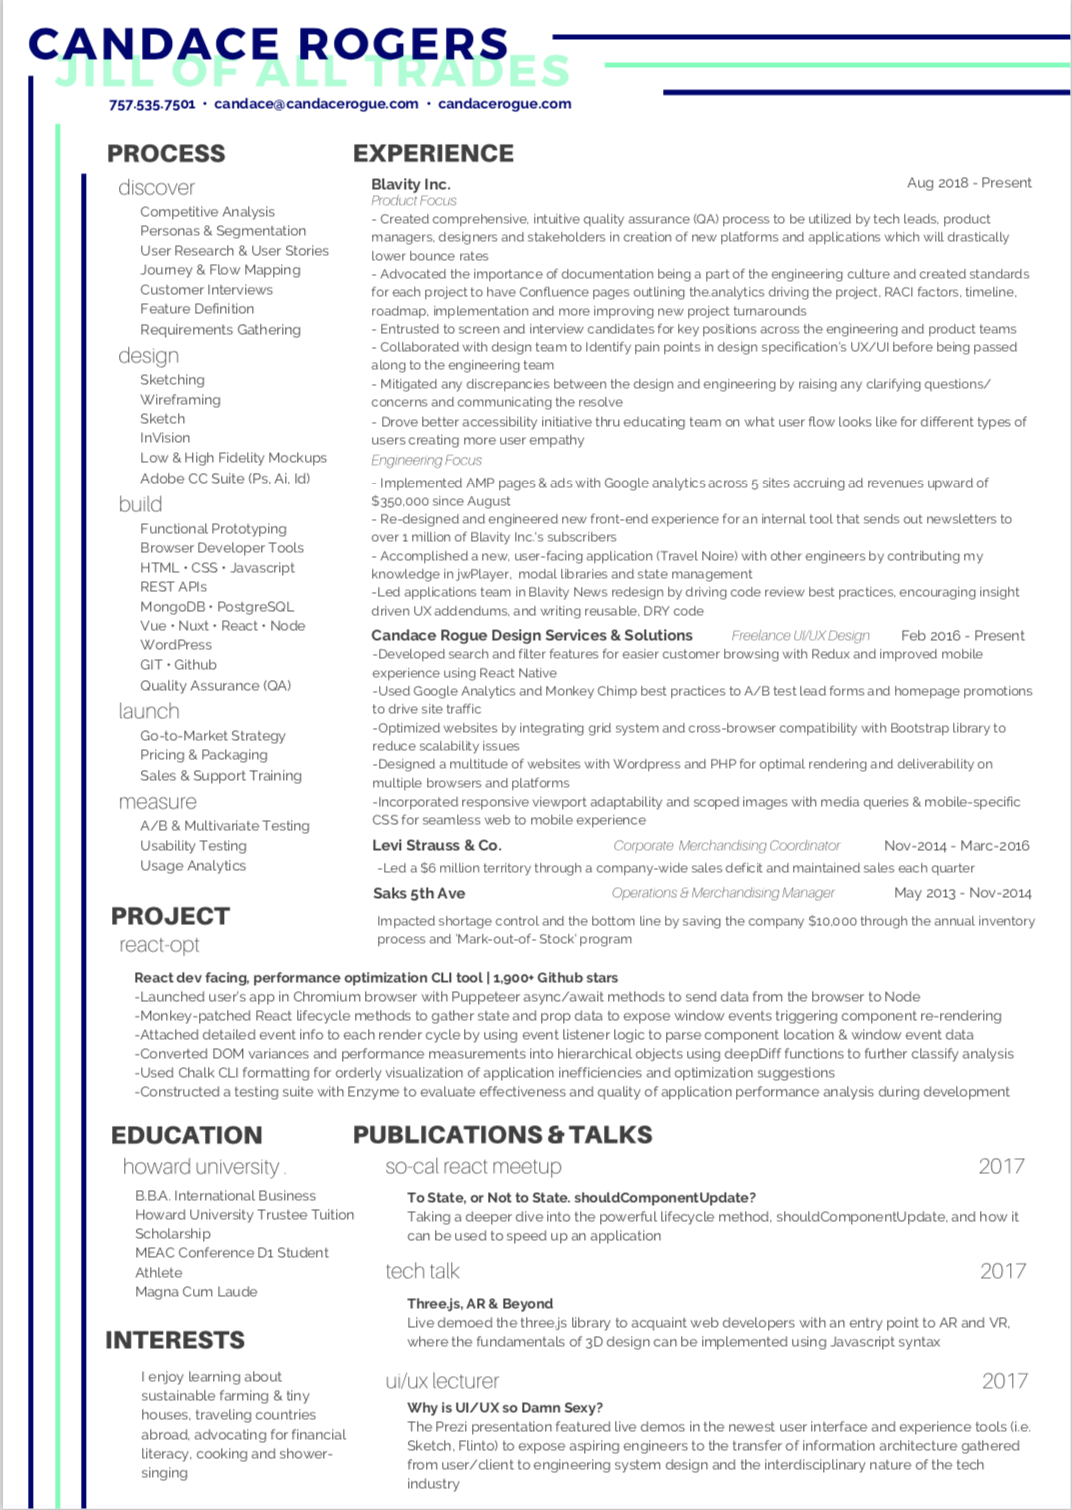 CANDACE ROGERS
JILL OF ALL TRADES
757.535.7501 • candace@candacerogue.com • candacerogue.com
PROCESS
discover
Competitive Analysis
Personas & Segmentation
User Research & User Stories
Journey & Flow Mapping
Customer Interviews
Feature Definition
Requirements Gathering
design
Sketching
Wireframing
Sketch
InVision
Low & High Fidelity Mockups
Adobe CC Suite (Ps, Ai, Id)
build
Functional Prototyping
Browser Developer Tools
HTML • CSS • Javascript
REST APIs
MongoDB • PostgreSQL
Vue • Nuxt • React • Node
WordPress
GIT • Github
Quality Assurance (QA)
launch
Go-to-Market Strategy
Pricing & Packaging
Sales & Support Training
measure
A/B & Multivariate Testing
Usability Testing
Usage Analytics
EXPERIENCE
Blavity Inc. Aug 2018 - Present
Product Focus
- Created comprehensive, intuitive quality assurance (QA) process to be utilized by tech leads, product
managers, designers and stakeholders in creation of new platforms and applications which will drastically
lower bounce rates
- Advocated the importance of documentation being a part of the engineering culture and created standards
for each project to have Confluence pages outlining the.analytics driving the project, RACI factors, timeline,
roadmap, implementation and more improving new project turnarounds
- Entrusted to screen and interview candidates for key positions across the engineering and product teams
- Collaborated with design team to Identify pain points in design specification's UX/UI before being passed
along to the engineering team
- Mitigated any discrepancies between the design and engineering by raising any clarifying questions/
concerns and communicating the resolve
- Drove better accessibility initiative thru educating team on what user flow looks like for different types of
users creating more user empathy
Engineering Focus
- Implemented AMP pages & ads with Google analytics across 5 sites accruing ad revenues upward of
$350,000 since August
- Re-designed and engineered new front-end experience for an internal tool that sends out newsletters to
over 1 million of Blavity Inc.'s subscribers
- Accomplished a new, user-facing application (Travel Noire) with other engineers by contributing my
knowledge in jwPlayer, modal libraries and state management
-Led applications team in Blavity News redesign by driving code review best practices, encouraging insight
driven UX addendums, and writing reusable, DRY code
Candace Rogue Design Services & Solutions Freelance UI/UX Design Feb 2016 - Present
-Developed search and filter features for easier customer browsing with Redux and improved mobile
experience using React Native
-Used Google Analytics and Monkey Chimp best practices to A/B test lead forms and homepage promotions
to drive site traffic
-Optimized websites by integrating grid system and cross-browser compatibility with Bootstrap library to
reduce scalability issues
-Designed a multitude of websites with Wordpress and PHP for optimal rendering and deliverability on
multiple browsers and platforms
-Incorporated responsive viewport adaptability and scoped images with media queries & mobile-specific
CSS for seamless web to mobile experience
Levi Strauss & Co. Corporate Merchandising Coordinator Nov-2014 - Marc-2016
-Led a $6 million territory through a company-wide sales deficit and maintained sales each quarter
Saks 5th Ave Operations & Merchandising Manager May 2013 - Nov-2014
Impacted shortage control and the bottom line by saving the company $10,000 through the annual inventory
process and 'Mark-out-of- Stock' program
PROJECT
react-opt
React dev facing, performance optimization CLI tool | 1,900+ Github stars
-Launched user's app in Chromium browser with Puppeteer async/await methods to send data from the browser to Node
-Monkey-patched React lifecycle methods to gather state and prop data to expose window events triggering component re-rendering
-Attached detailed event info to each render cycle by using event listener logic to parse component location & window event data
-Converted DOM variances and performance measurements into hierarchical objects using deepDiff functions to further classify analysis
-Used Chalk CLI formatting for orderly visualization of application inefficiencies and optimization suggestions
-Constructed a testing suite with Enzyme to evaluate effectiveness and quality of application performance analysis during development
EDUCATION
howard university .
B.B.A. International Business
Howard University Trustee Tuition
Scholarship
MEAC Conference D1 Student
Athlete
Magna Cum Laude
INTERESTS
I enjoy learning about
sustainable farming & tiny
houses, traveling countries
abroad, advocating for financial
literacy, cooking and shower-
singing
PUBLICATIONS & TALKS
so-cal react meetup 2017
To State, or Not to State. shouldComponentUpdate?
Taking a deeper dive into the powerful lifecycle method, shouldComponentUpdate, and how it
can be used to speed up an application
tech talk 2017
Three.js, AR & Beyond
Live demoed the three.js library to acquaint web developers with an entry point to AR and VR,
where the fundamentals of 3D design can be implemented using Javascript syntax
ui/ux lecturer 2017
Why is UI/UX so Damn Sexy?
The Prezi presentation featured live demos in the newest user interface and experience tools (i.e.
Sketch, Flinto) to expose aspiring engineers to the transfer of information architecture gathered
from user/client to engineering system design and the interdisciplinary nature of the tech
industry